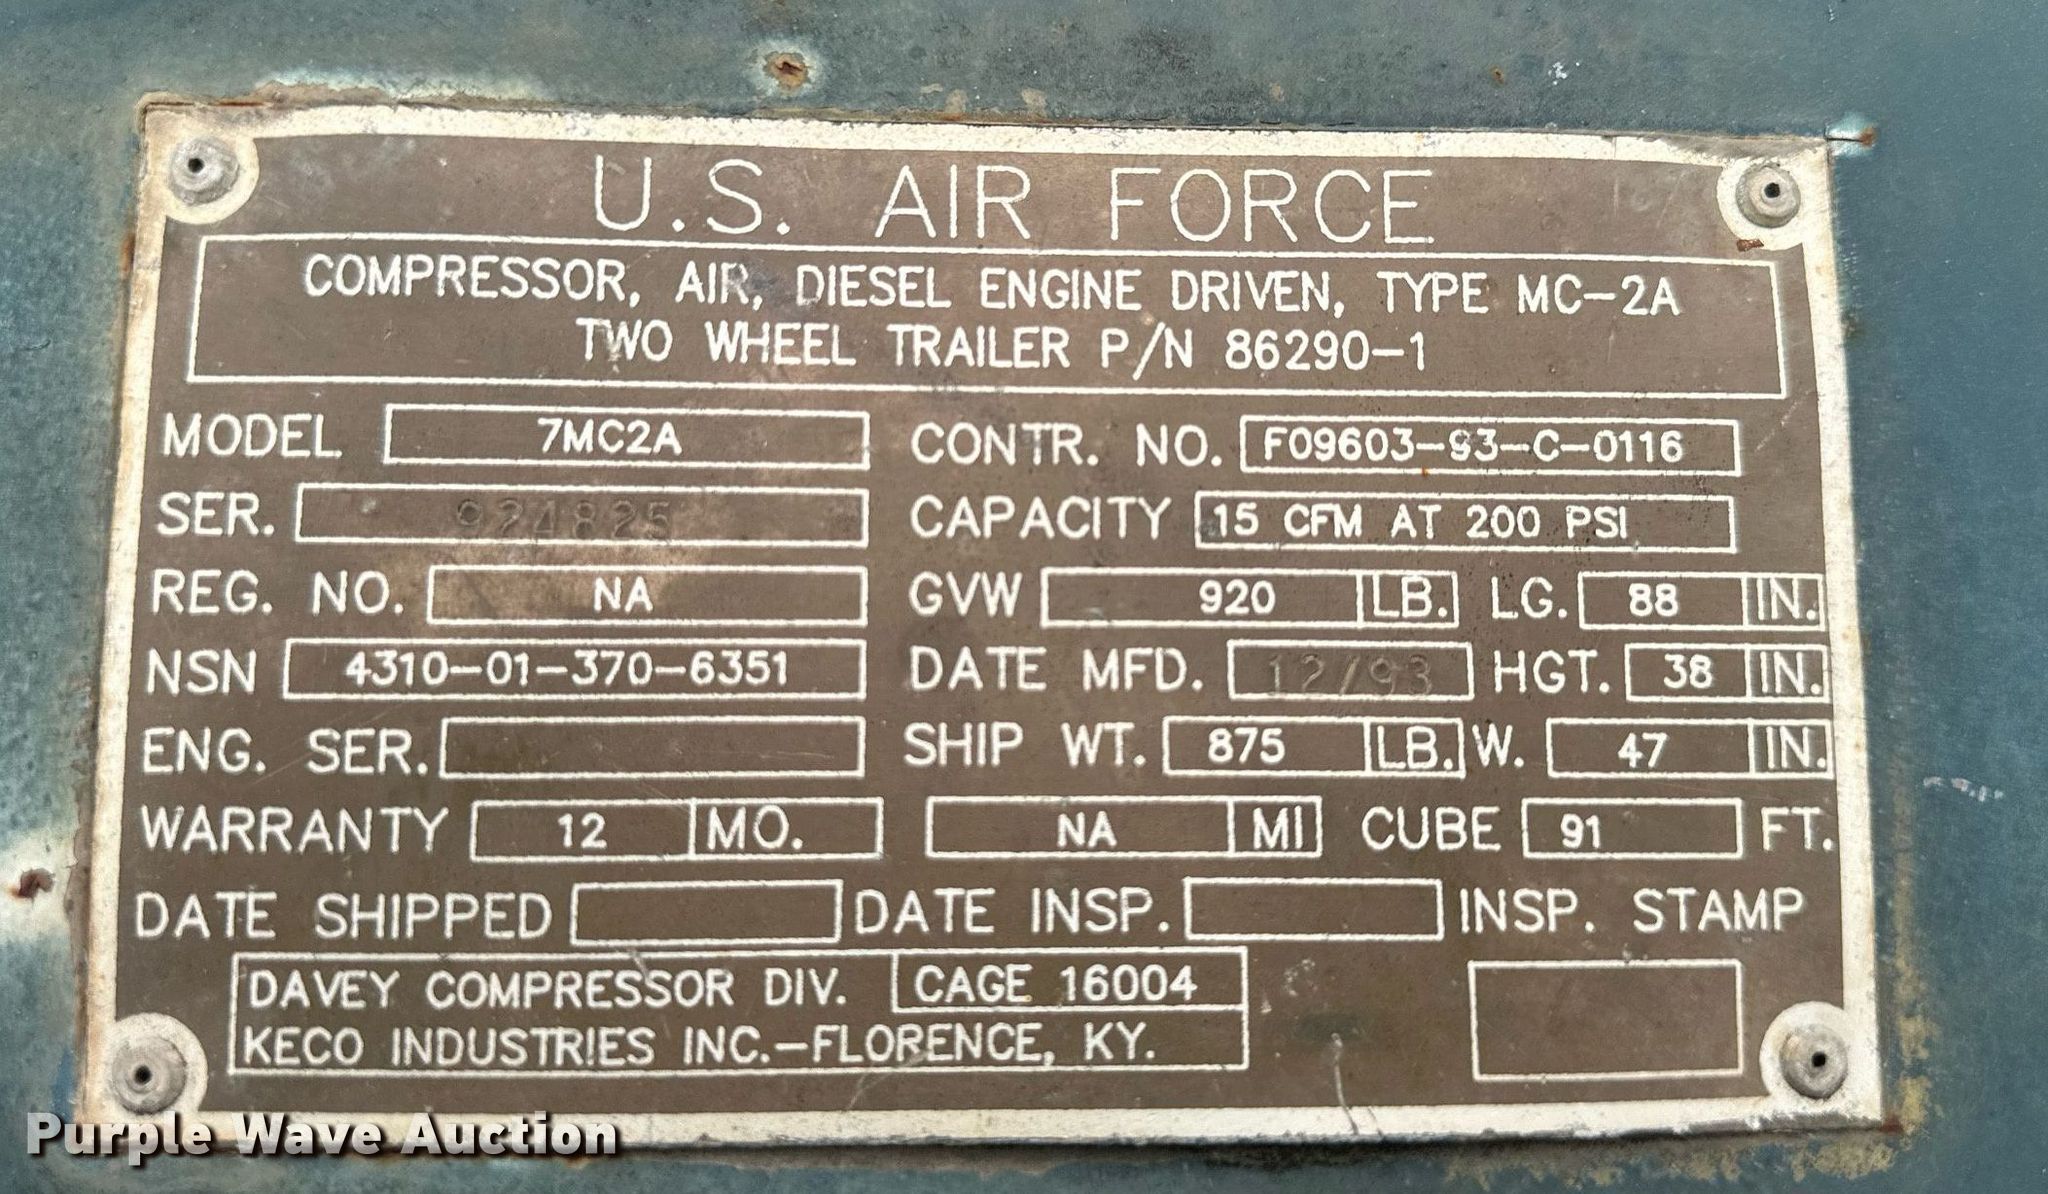 U.S. AIR FORCE
COMPRESSOR, AIR, DIESEL ENGINE DRIVEN, TYPE MC-2A
TWO WHEEL TRAILER P/N 86290-1
MODEL 7MC2A CONTR. NO. F09603-93-C-0116
SER. 924825 CAPACITY 15 CFM AT 200 PSI
REG. NO. NA GVW 920 LB. LG. 88 IN.
NSN 4310-01-370-6351 DATE MFD. 12/93 HGT. 38 IN.
ENG. SER. SHIP WT. 875 LB. W. 47 IN.
WARRANTY 12 MO. NA MI CUBE 91 FT.
DATE SHIPPED DATE INSP. INSP. STAMP
DAVEY COMPRESSOR DIV. CAGE 16004
KECO INDUSTRIES INC.-FLORENCE, KY.
Purple Wave Auction